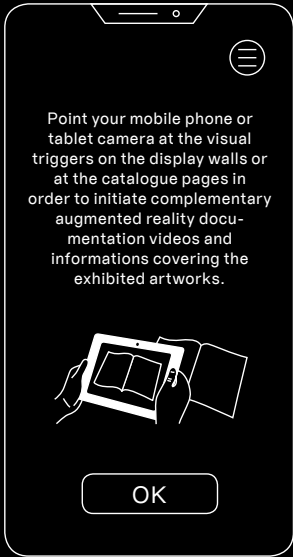 Point your mobile phone or
tablet camera at the visual
triggers on the display walls or
at the catalogue pages in
order to initiate complementary
augmented reality docu-
mentation videos and
informations covering the
exhibited artworks.
OK